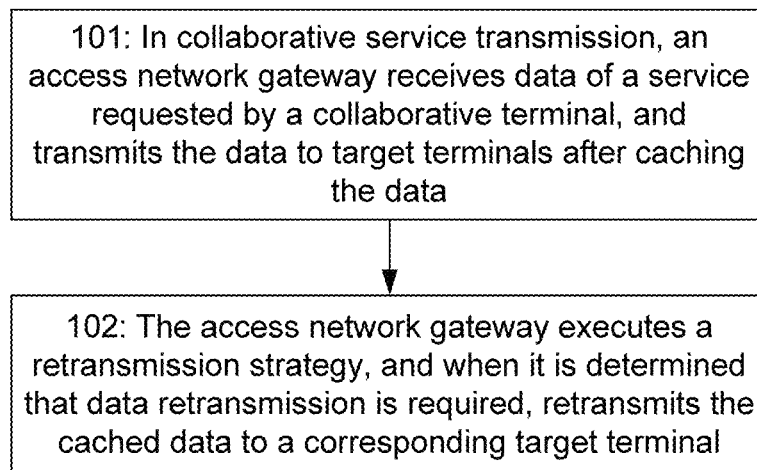 101: In collaborative service transmission, an
access network gateway receives data of a service
requested by a collaborative terminal, and
transmits the data to target terminals after caching
the data
102: The access network gateway executes a
retransmission strategy, and when it is determined
that data retransmission is required, retransmits the
cached data to a corresponding target terminal